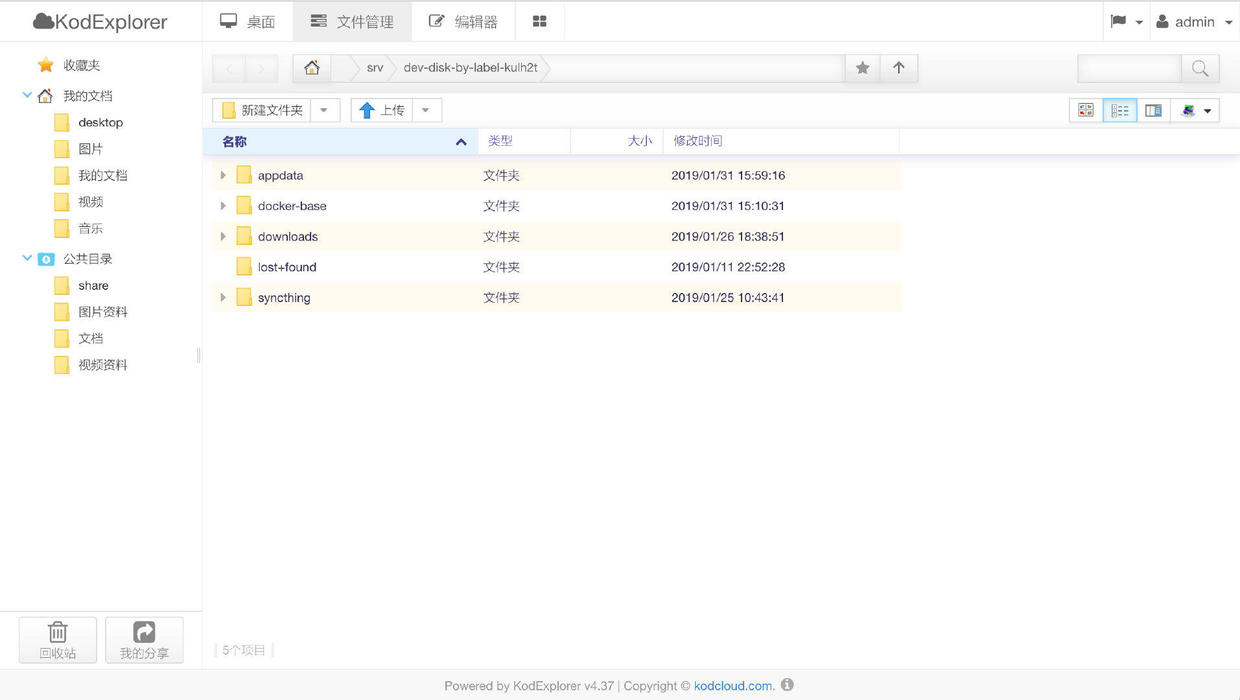 KodExplorer 桌面 文件管理 编辑器 admin
收藏夹
我的文档
desktop
图片
我的文档
视频
音乐
公共目录
share
图片资料
文档
视频资料
回收站 我的分享
srv dev-disk-by-label-kulh2t
新建文件夹 上传
名称 类型 大小 修改时间
appdata 文件夹 2019/01/31 15:59:16
docker-base 文件夹 2019/01/31 15:10:31
downloads 文件夹 2019/01/26 18:38:51
lost+found 文件夹 2019/01/11 22:52:28
syncthing 文件夹 2019/01/25 10:43:41
5个项目
Powered by KodExplorer v4.37 | Copyright © kodcloud.com.